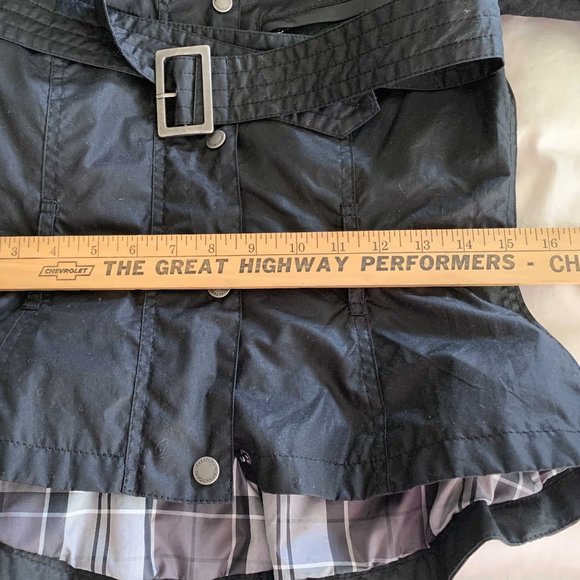 3 4 5 6 7 8 9 10 11 12 13 14 15 16
CHEVROLET THE GREAT HIGHWAY PERFORMERS - CH